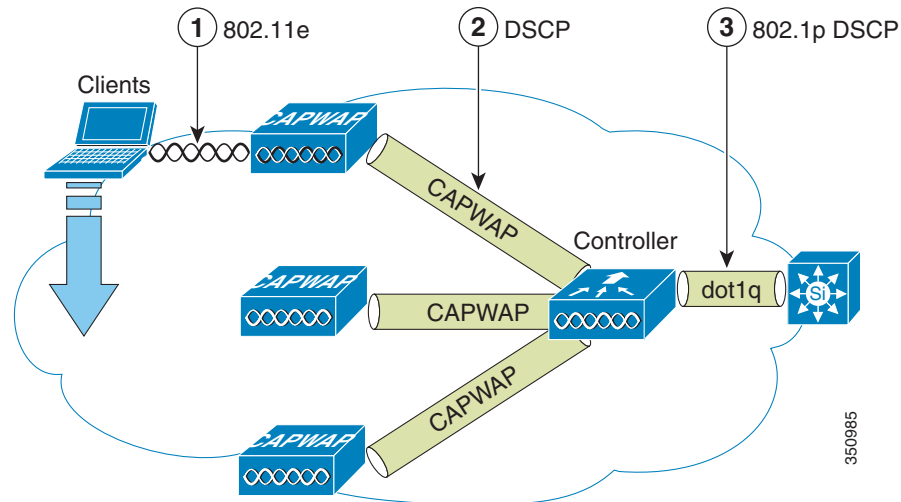 1 802.11e
2 DSCP
3 802.1p DSCP
Clients
CAPWAP
CAPWAP
Controller
dot1q
Si
CAPWAP
CAPWAP
CAPWAP
CAPWAP
350985